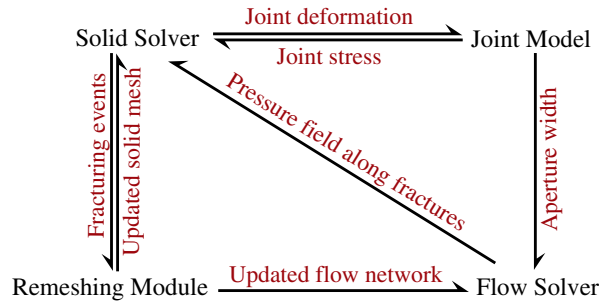 Joint deformation
Solid Solver
Joint Model
Joint stress
Fracturing events
Updated solid mesh
Pressure field along fractures
Aperture width
Updated flow network
Remeshing Module
Flow Solver